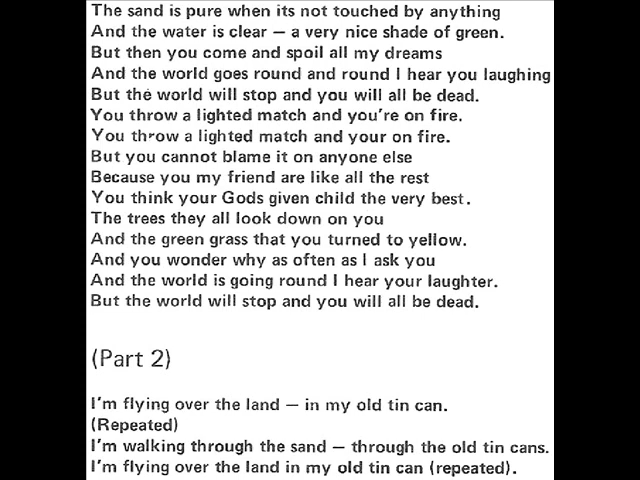 The sand is pure when its not touched by anything
And the water is clear — a very nice shade of green.
But then you come and spoil all my dreams
And the world goes round and round I hear you laughing
But the world will stop and you will all be dead.
You throw a lighted match and you're on fire.
You throw a lighted match and your on fire.
But you cannot blame it on anyone else
Because you my friend are like all the rest
You think your Gods given child the very best.
The trees they all look down on you
And the green grass that you turned to yellow.
And you wonder why as often as I ask you
And the world is going round I hear your laughter.
But the world will stop and you will all be dead.
(Part 2)
I'm flying over the land — in my old tin can.
(Repeated)
I'm walking through the sand — through the old tin cans.
I'm flying over the land in my old tin can (repeated).